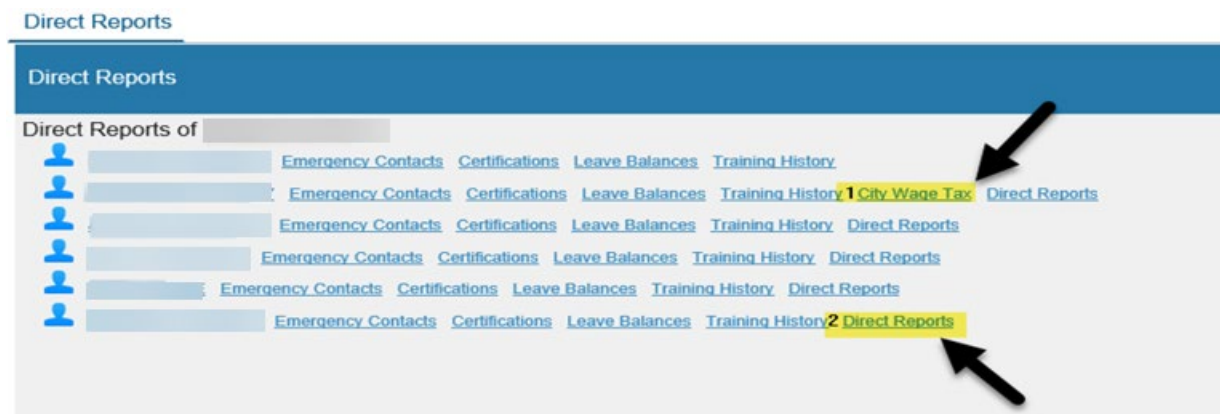 Direct Reports
Direct Reports
Direct Reports of
Emergency Contacts Certifications Leave Balances Training History
Emergency Contacts Certifications Leave Balances Training History 1 City Wage Tax Direct Reports
Emergency Contacts Certifications Leave Balances Training History Direct Reports
Emergency Contacts Certifications Leave Balances Training History Direct Reports
Emergency Contacts Certifications Leave Balances Training History Direct Reports
Emergency Contacts Certifications Leave Balances Training History 2 Direct Reports